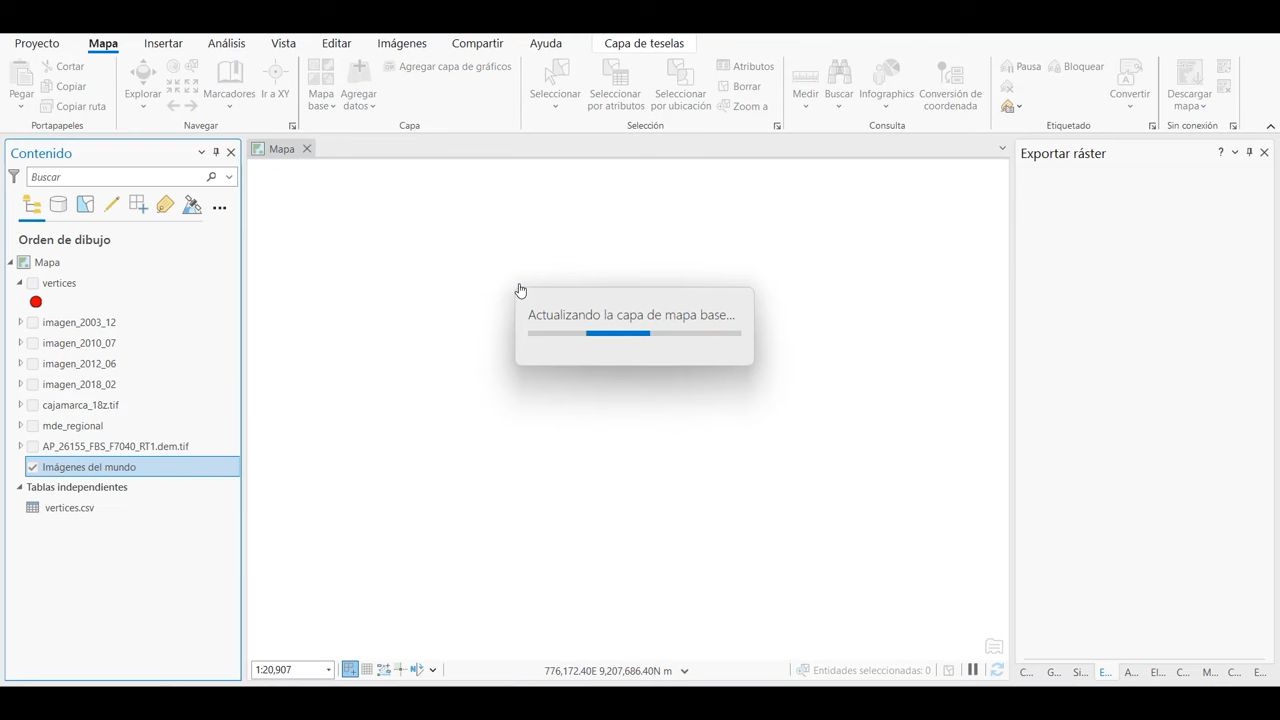 Proyecto Mapa Insertar Análisis Vista Editar Imágenes Compartir Ayuda Capa de teselas
Pegar
Cortar
Copiar
Copiar ruta
Portapapeles
Explorar
Marcadores
Ir a XY
Navegar
Mapa base
Agregar datos
Agregar capa de gráficos
Capa
Seleccionar
Seleccionar por atributos
Seleccionar por ubicación
Atributos
Borrar
Zoom a
Selección
Medir
Buscar
Infographics
Conversión de coordenada
Consulta
Pausa
Bloquear
Convertir
Etiquetado
Descargar mapa
Sin conexión
Contenido
Buscar
Orden de dibujo
Mapa
vertices
imagen_2003_12
imagen_2010_07
imagen_2012_06
imagen_2018_02
cajamarca_18z.tif
mde_regional
AP_26155_FBS_F7040_RT1.dem.tif
Imágenes del mundo
Tablas independientes
vertices.csv
Mapa
Actualizando la capa de mapa base...
1:20,907
776,172.40E 9,207,686.40N m
Entidades seleccionadas: 0
Exportar ráster
?
C... G... Si... E... A... El... C... M... C... E...